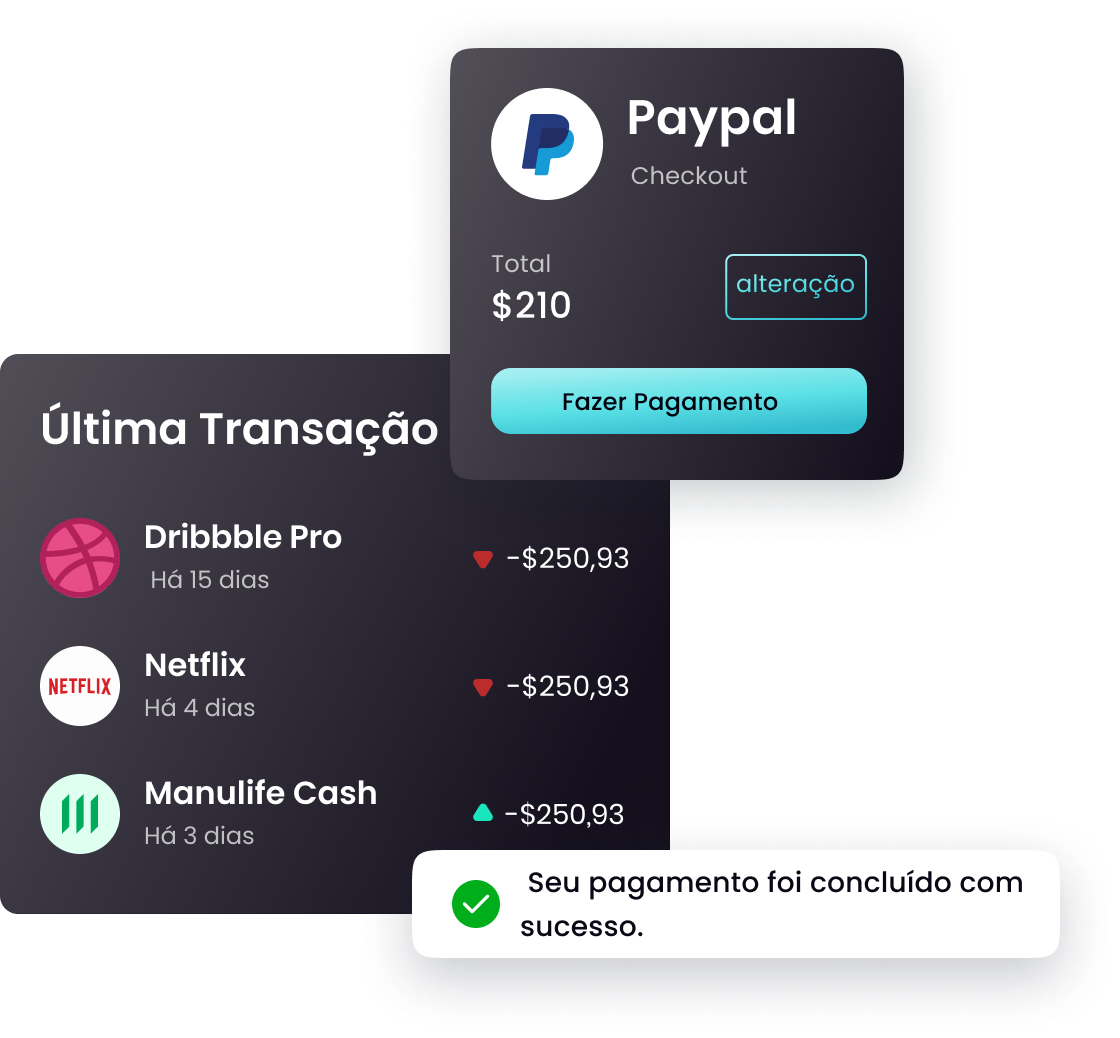 Paypal
Checkout
Total
$210
alteração
Fazer Pagamento
Última Transação
Dribbble Pro
Há 15 dias
-$250,93
NETFLIX
Netflix
Há 4 dias
-$250,93
Manulife Cash
Há 3 dias
-$250,93
Seu pagamento foi concluído com
sucesso.